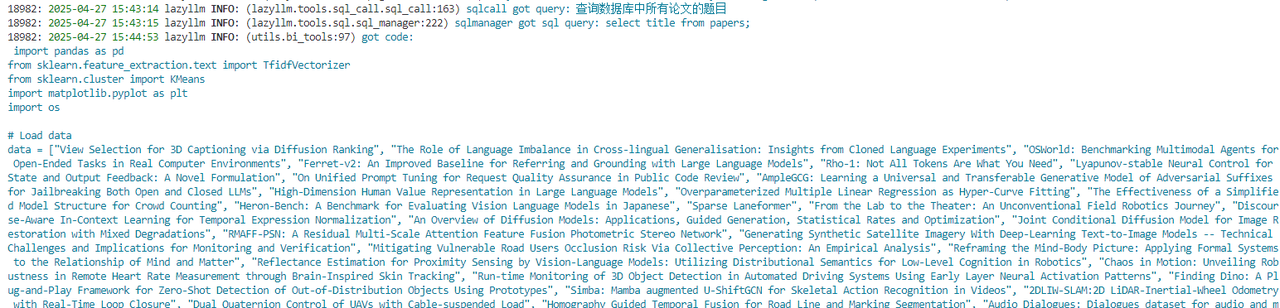 18982: 2025-04-27 15:43:14 lazyllm INFO: (lazyllm.tools.sql_call.sql_call:163) sqlcall got query: 查询数据库中所有论文的题目
18982: 2025-04-27 15:43:15 lazyllm INFO: (lazyllm.tools.sql.sql_manager:222) sqlmanager got sql query: select title from papers;
18982: 2025-04-27 15:44:53 lazyllm INFO: (utils.bi_tools:97) got code:
import pandas as pd
from sklearn.feature_extraction.text import TfidfVectorizer
from sklearn.cluster import KMeans
import matplotlib.pyplot as plt
import os
# Load data
data = ["View Selection for 3D Captioning via Diffusion Ranking", "The Role of Language Imbalance in Cross-lingual Generalisation: Insights from Cloned Language Experiments", "OSWorld: Benchmarking Multimodal Agents for
Open-Ended Tasks in Real Computer Environments", "Ferret-v2: An Improved Baseline for Referring and Grounding with Large Language Models", "Rho-1: Not All Tokens Are What You Need", "Lyapunov-stable Neural Control for
State and Output Feedback: A Novel Formulation", "On Unified Prompt Tuning for Request Quality Assurance in Public Code Review", "AmpleGCG: Learning a Universal and Transferable Generative Model of Adversarial Suffixes
for Jailbreaking Both Open and Closed LLMs", "High-Dimension Human Value Representation in Large Language Models", "Overparameterized Multiple Linear Regression as Hyper-Curve Fitting", "The Effectiveness of a Simplifie
d Model Structure for Crowd Counting", "Heron-Bench: A Benchmark for Evaluating Vision Language Models in Japanese", "Sparse Laneformer", "From the Lab to the Theater: An Unconventional Field Robotics Journey", "Discour
se-Aware In-Context Learning for Temporal Expression Normalization", "An Overview of Diffusion Models: Applications, Guided Generation, Statistical Rates and Optimization", "Joint Conditional Diffusion Model for Image R
estoration with Mixed Degradations", "RMAFF-PSN: A Residual Multi-Scale Attention Feature Fusion Photometric Stereo Network", "Generating Synthetic Satellite Imagery With Deep-Learning Text-to-Image Models -- Technical
Challenges and Implications for Monitoring and Verification", "Mitigating Vulnerable Road Users Occlusion Risk Via Collective Perception: An Empirical Analysis", "Reframing the Mind-Body Picture: Applying Formal Systems
to the Relationship of Mind and Matter", "Reflectance Estimation for Proximity Sensing by Vision-Language Models: Utilizing Distributional Semantics for Low-Level Cognition in Robotics", "Chaos in Motion: Unveiling Rob
ustness in Remote Heart Rate Measurement through Brain-Inspired Skin Tracking", "Run-time Monitoring of 3D Object Detection in Automated Driving Systems Using Early Layer Neural Activation Patterns", "Finding Dino: A Pl
ug-and-Play Framework for Zero-Shot Detection of Out-of-Distribution Objects Using Prototypes", "Simba: Mamba augmented U-ShiftGCN for Skeletal Action Recognition in Videos", "2DLIW-SLAM:2D LiDAR-Inertial-Wheel Odometry
with Real-Time Loop Closure", "Dual Quaternion Control of UAVs with Cable-suspended Load", "Homography Guided Temporal Fusion for Road Line and Marking Segmentation", "Audio Dialogues: Dialogues dataset for audio and